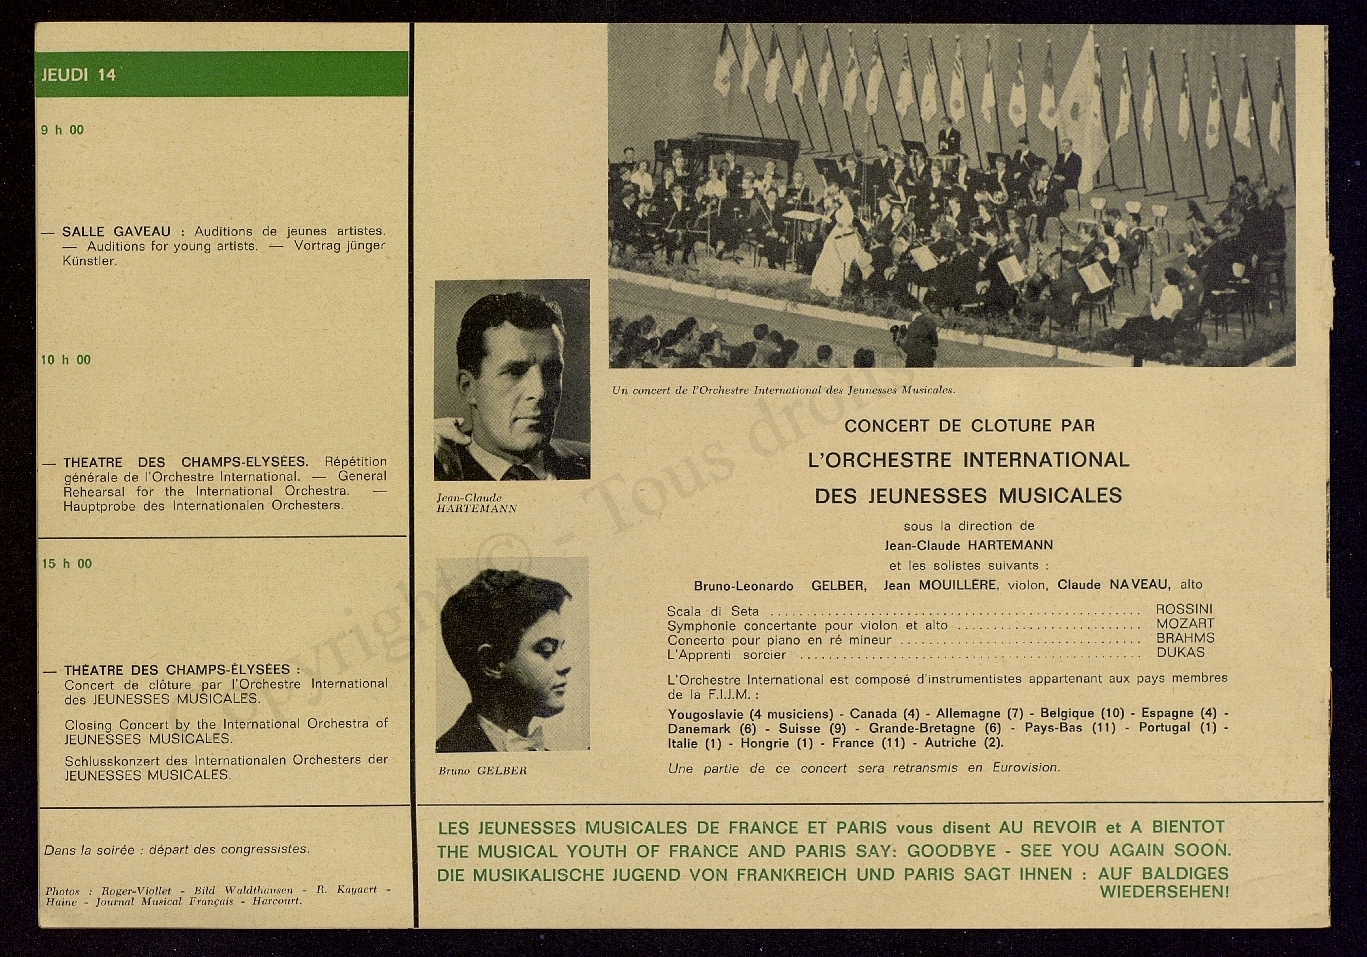 JEUDI 14
9 h 00
— SALLE GAVEAU : Auditions de jeunes artistes.
— Auditions for young artists. — Vortrag jünger
Künstler.
10 h 00
— THEATRE DES CHAMPS-ELYSÉES. Répétition
générale de l'Orchestre International. — General
Rehearsal for the International Orchestra. —
Hauptprobe des Internationalen Orchesters.
15 h 00
— THÉATRE DES CHAMPS-ÉLYSÉES :
Concert de clôture par l'Orchestre International
des JEUNESSES MUSICALES.
Closing Concert by the International Orchestra of
JEUNESSES MUSICALES.
Schlusskonzert des Internationalen Orchesters der
JEUNESSES MUSICALES.
Dans la soirée : départ des congressistes.
Photos : Roger-Viollet - Bild Waldthausen - R. Kayaert -
Haine - Journal Musical Français - Harcourt.
Jean-Claude
HARTEMANN
Bruno GELBER
Un concert de l'Orchestre International des Jeunesses Musicales.
CONCERT DE CLOTURE PAR
L'ORCHESTRE INTERNATIONAL
DES JEUNESSES MUSICALES
sous la direction de
Jean-Claude HARTEMANN
et les solistes suivants :
Bruno-Leonardo GELBER, Jean MOUILLÈRE, violon, Claude NAVEAU, alto
Scala di Seta ........ ROSSINI
Symphonie concertante pour violon et alto ........ MOZART
Concerto pour piano en ré mineur ........ BRAHMS
L'Apprenti sorcier ........ DUKAS
L'Orchestre International est composé d'instrumentistes appartenant aux pays membres
de la F.I.J.M. :
Yougoslavie (4 musiciens) - Canada (4) - Allemagne (7) - Belgique (10) - Espagne (4) -
Danemark (6) - Suisse (9) - Grande-Bretagne (6) - Pays-Bas (11) - Portugal (1) -
Italie (1) - Hongrie (1) - France (11) - Autriche (2).
Une partie de ce concert sera retransmis en Eurovision.
LES JEUNESSES MUSICALES DE FRANCE ET PARIS vous disent AU REVOIR et A BIENTOT
THE MUSICAL YOUTH OF FRANCE AND PARIS SAY: GOODBYE - SEE YOU AGAIN SOON.
DIE MUSIKALISCHE JUGEND VON FRANKREICH UND PARIS SAGT IHNEN : AUF BALDIGES
WIEDERSEHEN!
pyright © - Tous droits